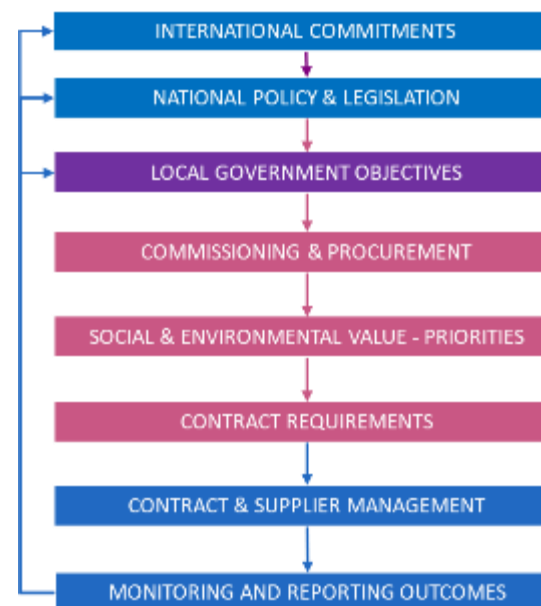 INTERNATIONAL COMMITMENTS
NATIONAL POLICY & LEGISLATION
LOCAL GOVERNMENT OBJECTIVES
COMMISSIONING & PROCUREMENT
SOCIAL & ENVIRONMENTAL VALUE - PRIORITIES
CONTRACT REQUIREMENTS
CONTRACT & SUPPLIER MANAGEMENT
MONITORING AND REPORTING OUTCOMES